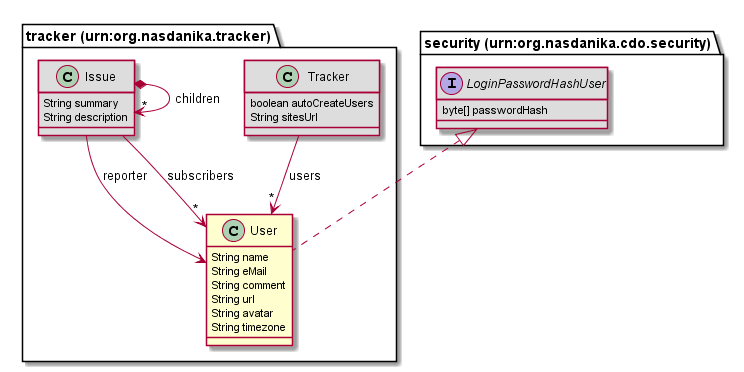 tracker (urn:org.nasdanika.tracker)
C Issue
String summary
String description
children
*
C Tracker
boolean autoCreateUsers
String sitesUrl
reporter
subscribers
*
users
*
C User
String name
String eMail
String comment
String url
String avatar
String timezone
security (urn:org.nasdanika.cdo.security)
I LoginPasswordHashUser
byte[] passwordHash